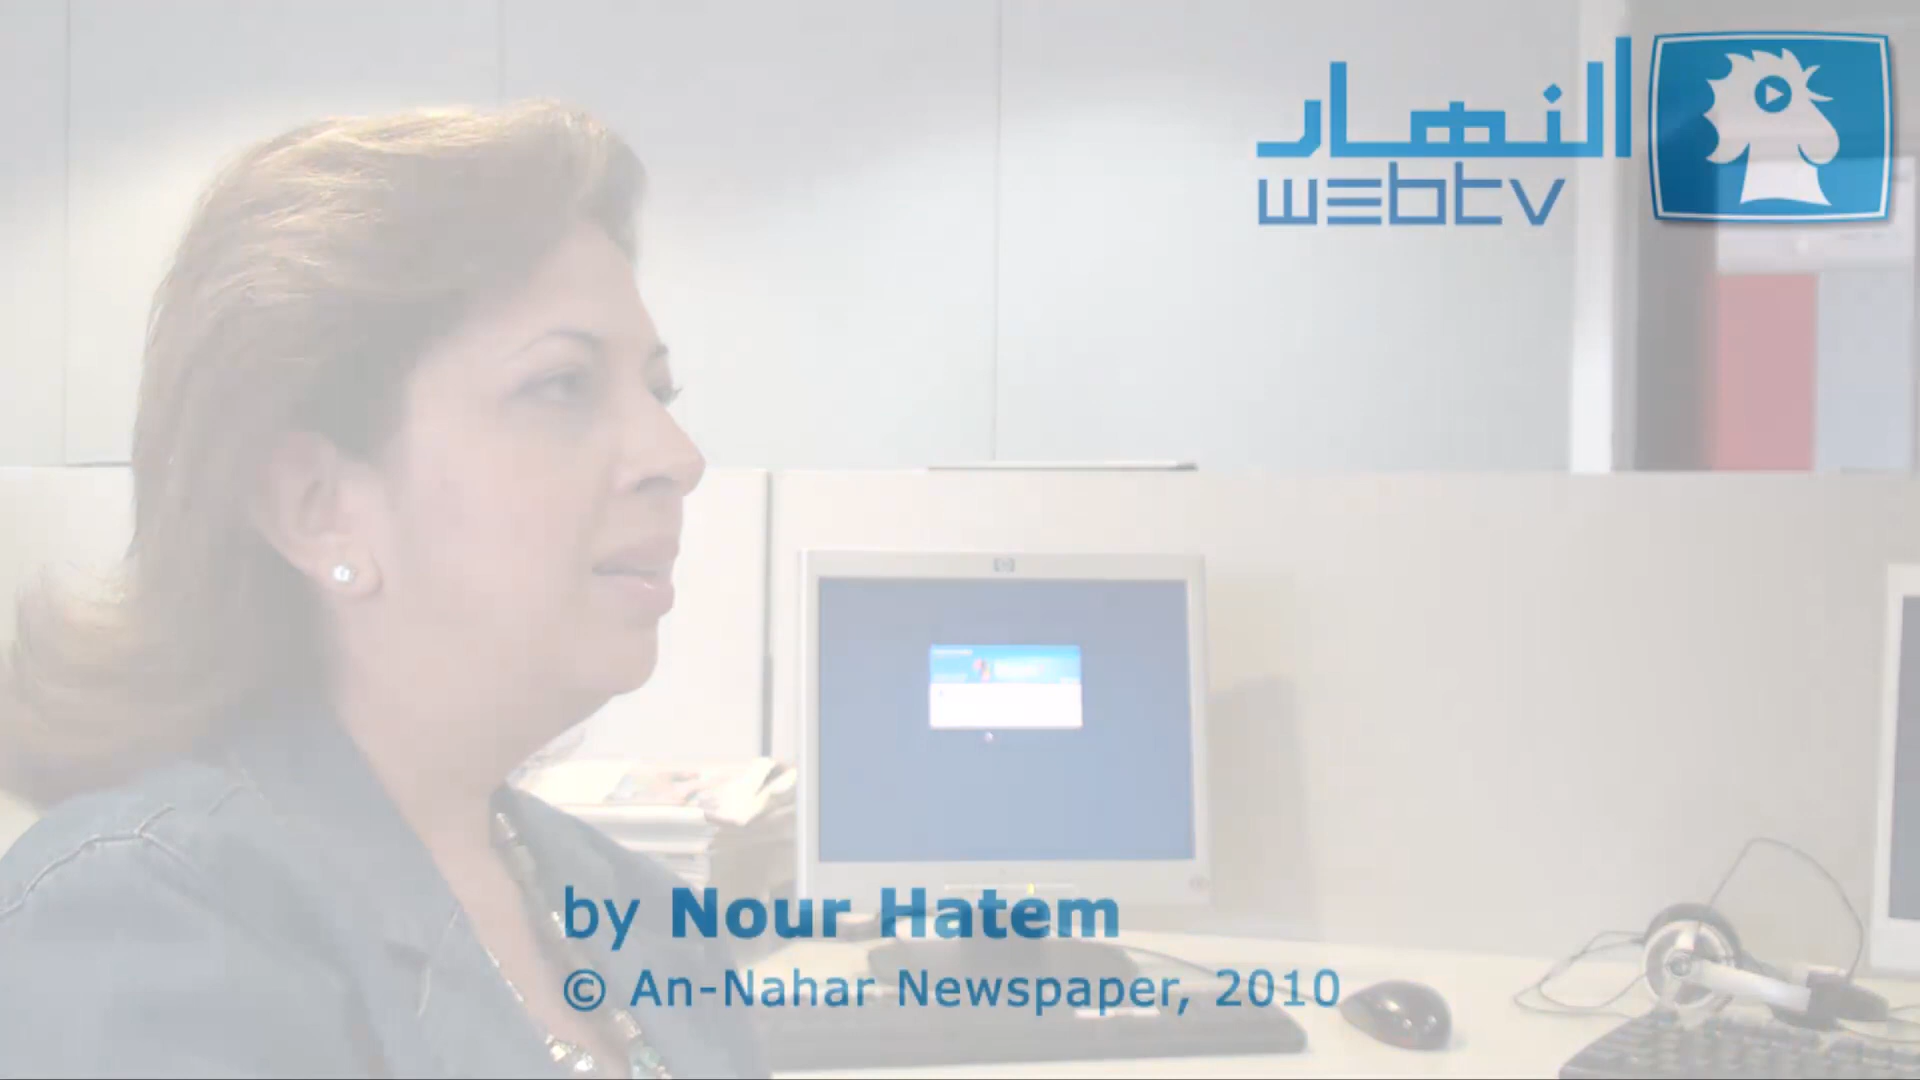 النهار
webtv
by Nour Hatem
© An-Nahar Newspaper, 2010